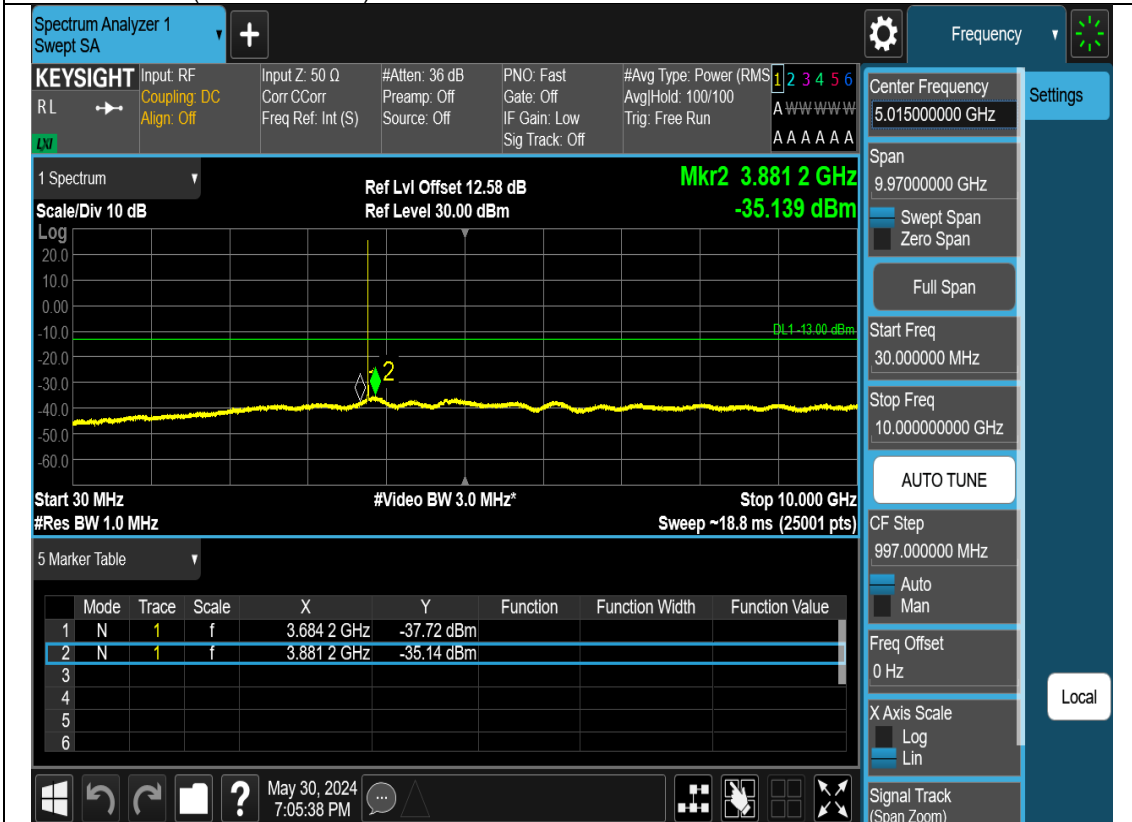 Spectrum Analyzer 1
Swept SA
Frequency
KEYSIGHT
RL
LXI
Input: RF
Coupling: DC
Align: Off
Input Z: 50 Ω
Corr CCorr
Freq Ref: Int (S)
#Atten: 36 dB
Preamp: Off
Source: Off
PNO: Fast
Gate: Off
IF Gain: Low
Sig Track: Off
#Avg Type: Power (RMS
Avg|Hold: 100/100
Trig: Free Run
1 2 3 4 5 6
A W W W W W
A A A A A A
1 Spectrum
Scale/Div 10 dB
Ref Lvl Offset 12.58 dB
Ref Level 30.00 dBm
Mkr2 3.881 2 GHz
-35.139 dBm
Log
20.0
10.0
0.00
-10.0
-20.0
-30.0
-40.0
-50.0
-60.0
DL1 -13.00 dBm
2
Start 30 MHz
#Res BW 1.0 MHz
#Video BW 3.0 MHz*
Stop 10.000 GHz
Sweep ~18.8 ms (25001 pts)
5 Marker Table
Mode Trace Scale X Y Function Function Width Function Value
1 N 1 f 3.684 2 GHz -37.72 dBm
2 N 1 f 3.881 2 GHz -35.14 dBm
3
4
5
6
May 30, 2024
7:05:38 PM
Center Frequency
5.015000000 GHz
Span
9.97000000 GHz
Swept Span
Zero Span
Full Span
Start Freq
30.000000 MHz
Stop Freq
10.000000000 GHz
AUTO TUNE
CF Step
997.000000 MHz
Auto
Man
Freq Offset
0 Hz
X Axis Scale
Log
Lin
Signal Track
(Span Zoom)
Settings
Local